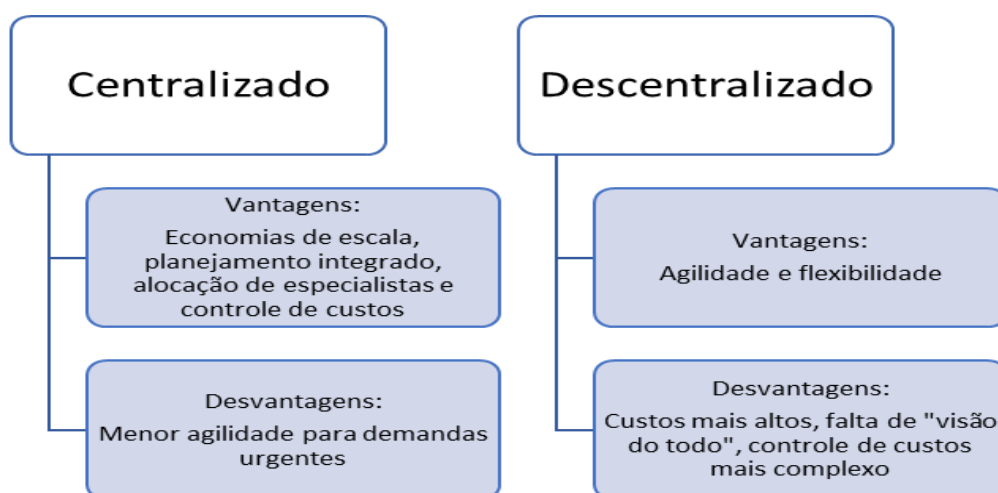 Centralizado
Vantagens:
Economias de escala,
planejamento integrado,
alocação de especialistas e
controle de custos
Desvantagens:
Menor agilidade para demandas
urgentes
Descentralizado
Vantagens:
Agilidade e flexibilidade
Desvantagens:
Custos mais altos, falta de "visão
do todo", controle de custos
mais complexo